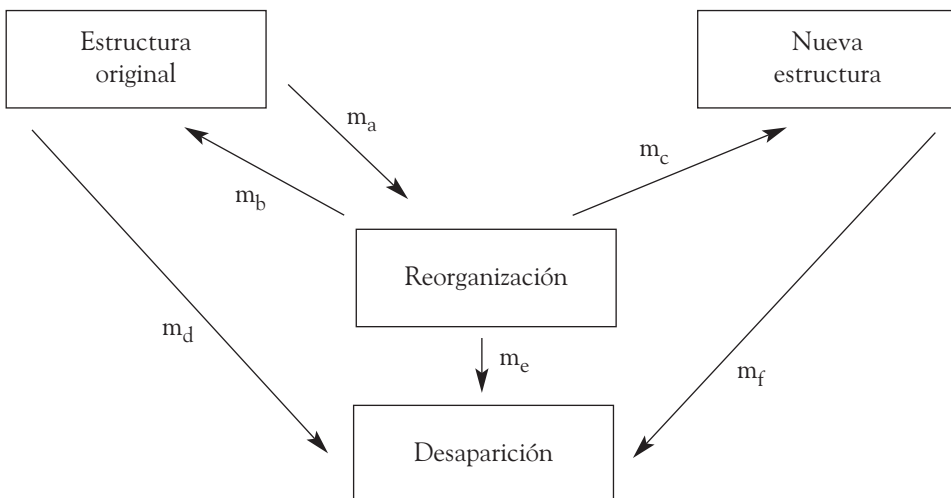 Estructura
original
Nueva
estructura
m_a
m_b
m_c
Reorganización
m_d
m_e
m_f
Desaparición